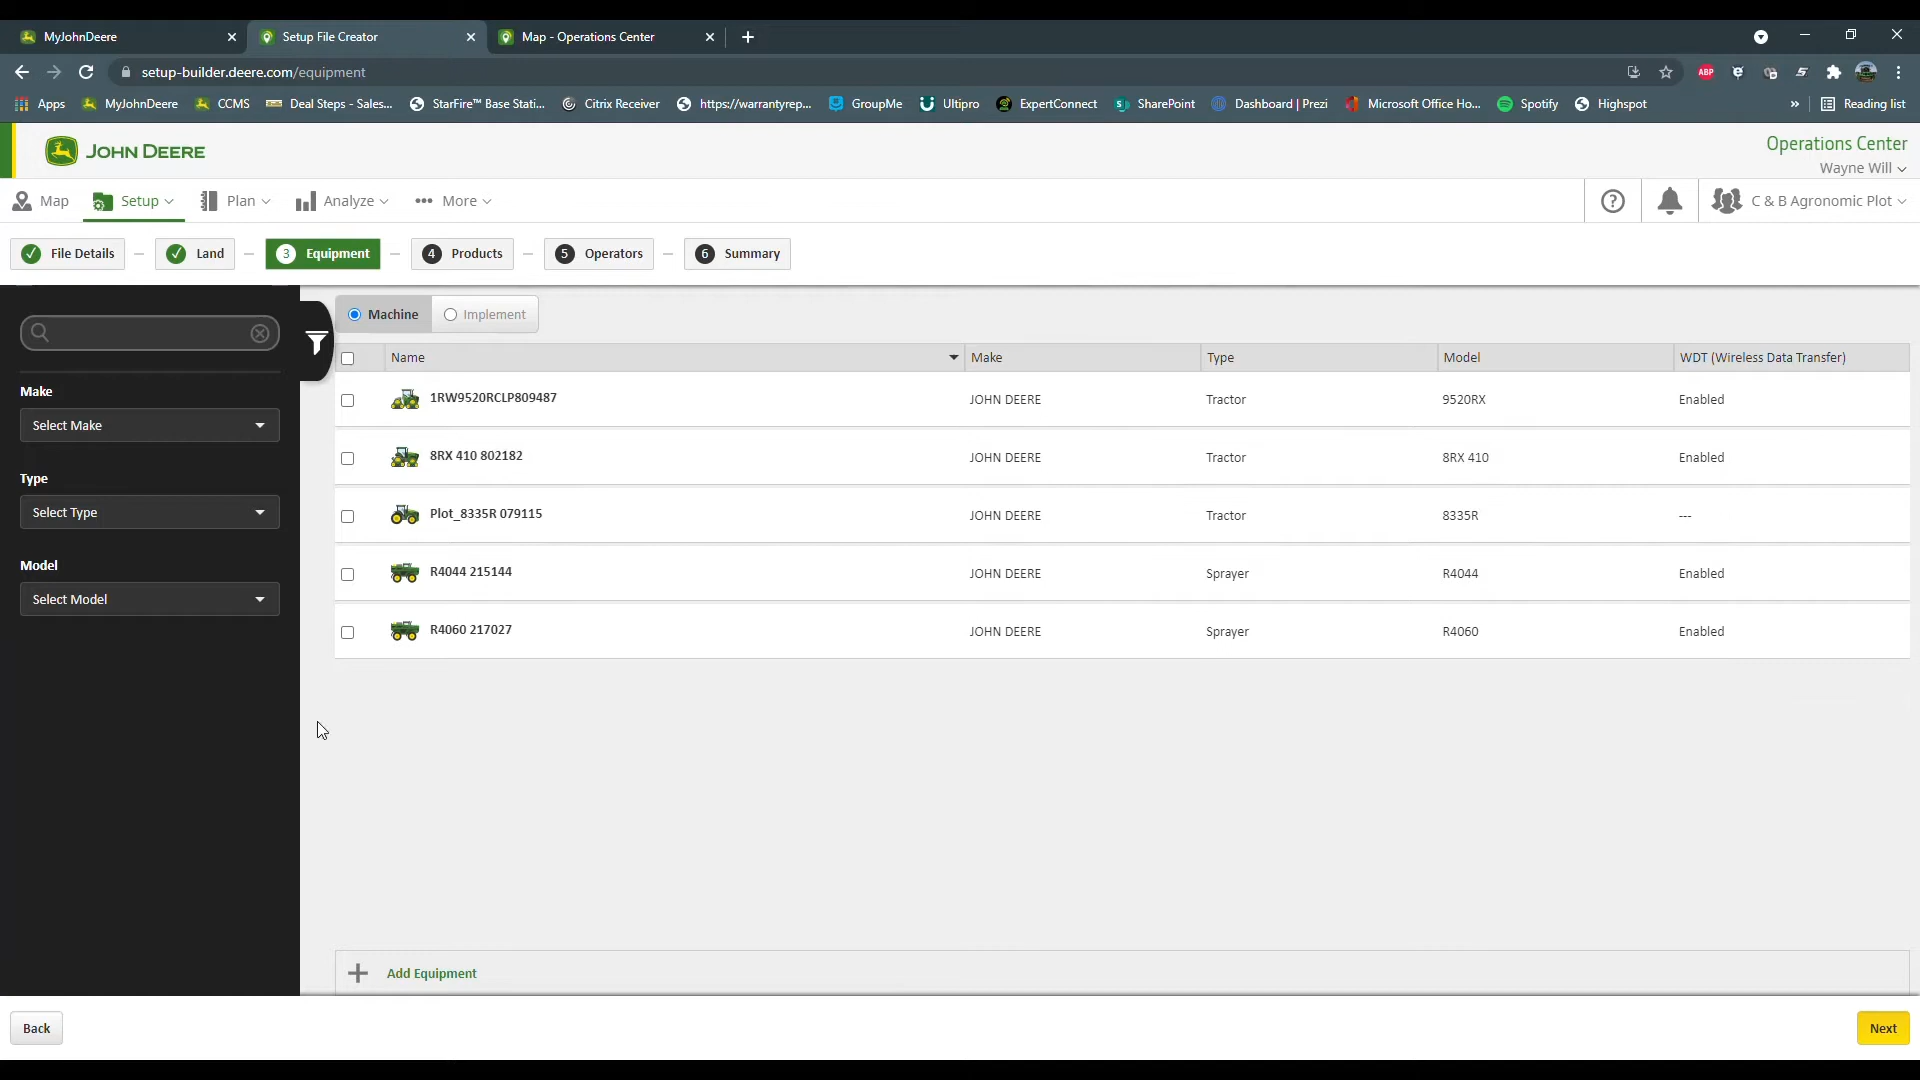 MyJohnDeere
Setup File Creator
Map - Operations Center
setup-builder.deere.com/equipment
ABP
Apps
MyJohnDeere
CCMS
Deal Steps - Sales...
StarFire™ Base Stati...
Citrix Receiver
https://warrantyrep...
GroupMe
Ultipro
ExpertConnect
SharePoint
Dashboard | Prezi
Microsoft Office Ho...
Spotify
Highspot
»
Reading list
JOHN DEERE
Operations Center
Wayne Will
Map
Setup
Plan
Analyze
More
C & B Agronomic Plot
File Details
Land
3 Equipment
4 Products
5 Operators
6 Summary
Machine
Implement
Make
Select Make
Type
Select Type
Model
Select Model
Name Make Type Model WDT (Wireless Data Transfer)
1RW9520RCLP809487 JOHN DEERE Tractor 9520RX Enabled
8RX 410 802182 JOHN DEERE Tractor 8RX 410 Enabled
Plot_8335R 079115 JOHN DEERE Tractor 8335R ---
R4044 215144 JOHN DEERE Sprayer R4044 Enabled
R4060 217027 JOHN DEERE Sprayer R4060 Enabled
Add Equipment
Back
Next